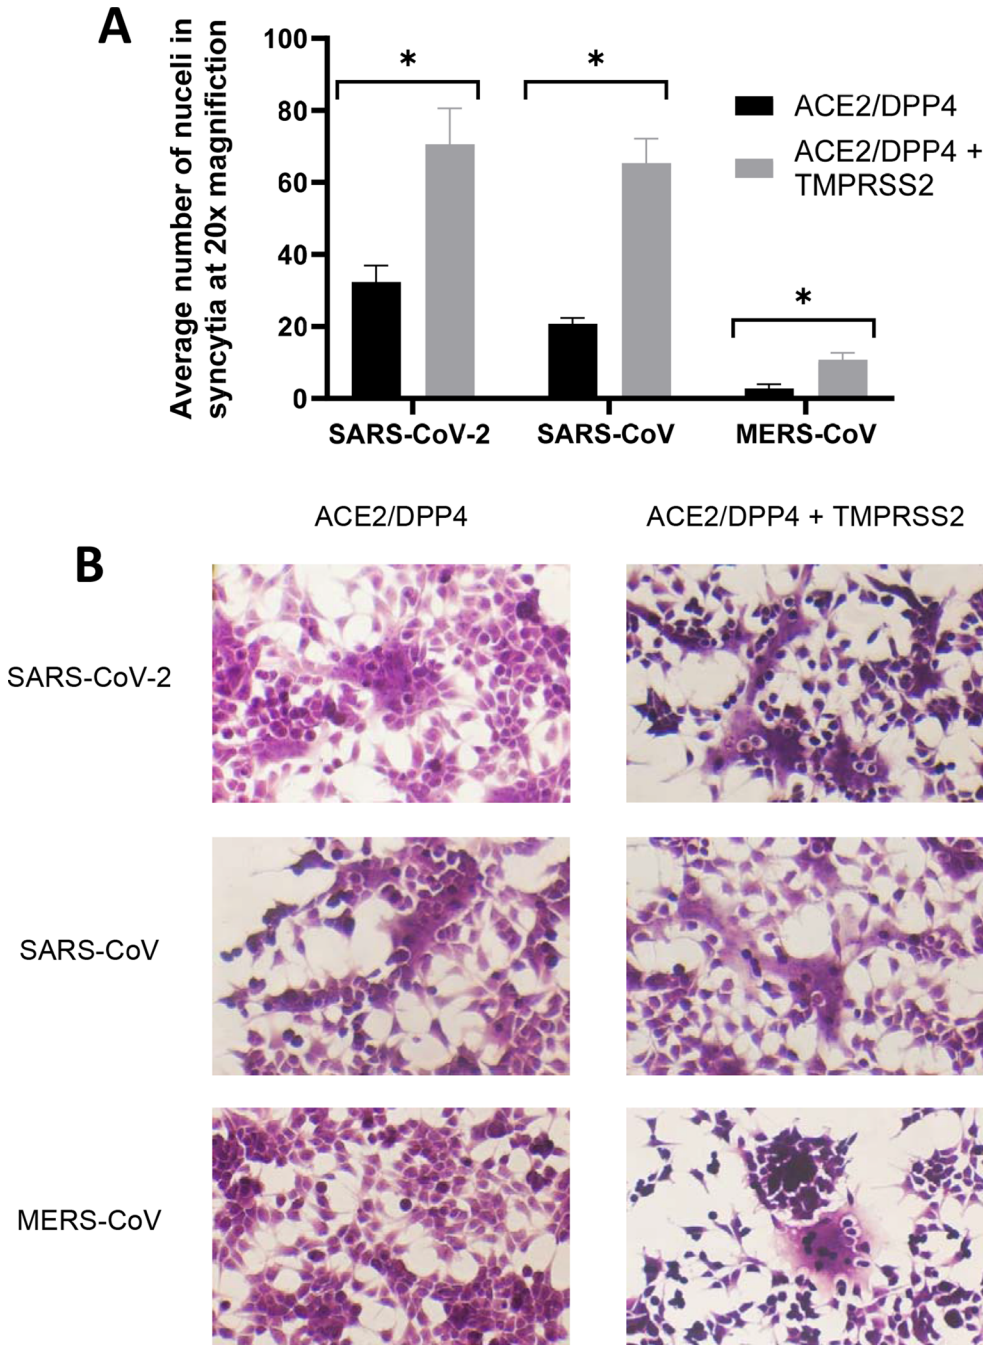 A
Average number of nuceli in
syncytia at 20x magnifiction
100
80
60
40
20
0
*
*
*
ACE2/DPP4
ACE2/DPP4 +
TMPRSS2
SARS-CoV-2
SARS-CoV
MERS-CoV
B
ACE2/DPP4
ACE2/DPP4 + TMPRSS2
SARS-CoV-2
SARS-CoV
MERS-CoV